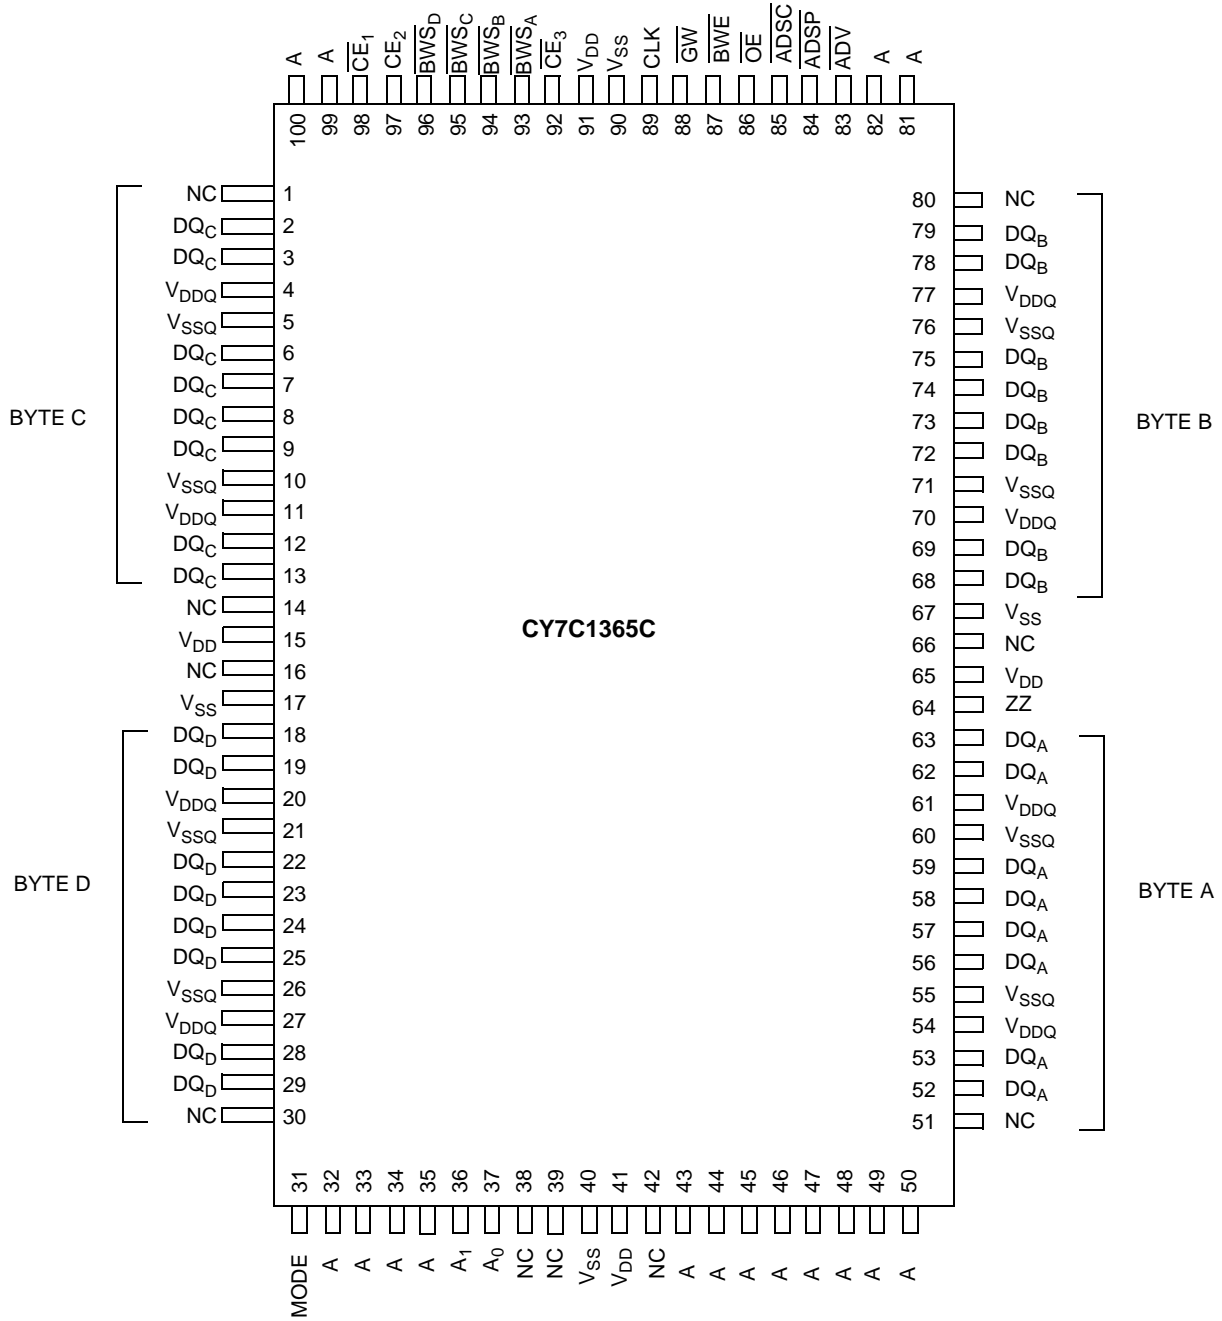 A A CE1 CE2 BWSD BWSC BWSB BWSA CE3 VDD VSS CLK GW BWE OE ADSC ADSP ADV A A
100 99 98 97 96 95 94 93 92 91 90 89 88 87 86 85 84 83 82 81
NC 1
DQC 2
DQC 3
VDDQ 4
VSSQ 5
DQC 6
DQC 7
DQC 8
DQC 9
VSSQ 10
VDDQ 11
DQC 12
DQC 13
NC 14
VDD 15
NC 16
VSS 17
DQD 18
DQD 19
VDDQ 20
VSSQ 21
DQD 22
DQD 23
DQD 24
DQD 25
VSSQ 26
VDDQ 27
DQD 28
DQD 29
NC 30
BYTE C
BYTE D
CY7C1365C
80 NC
79 DQB
78 DQB
77 VDDQ
76 VSSQ
75 DQB
74 DQB
73 DQB
72 DQB
71 VSSQ
70 VDDQ
69 DQB
68 DQB
67 VSS
66 NC
65 VDD
64 ZZ
63 DQA
62 DQA
61 VDDQ
60 VSSQ
59 DQA
58 DQA
57 DQA
56 DQA
55 VSSQ
54 VDDQ
53 DQA
52 DQA
51 NC
BYTE B
BYTE A
31 32 33 34 35 36 37 38 39 40 41 42 43 44 45 46 47 48 49 50
MODE A A A A A1 A0 NC NC VSS VDD NC A A A A A A A A